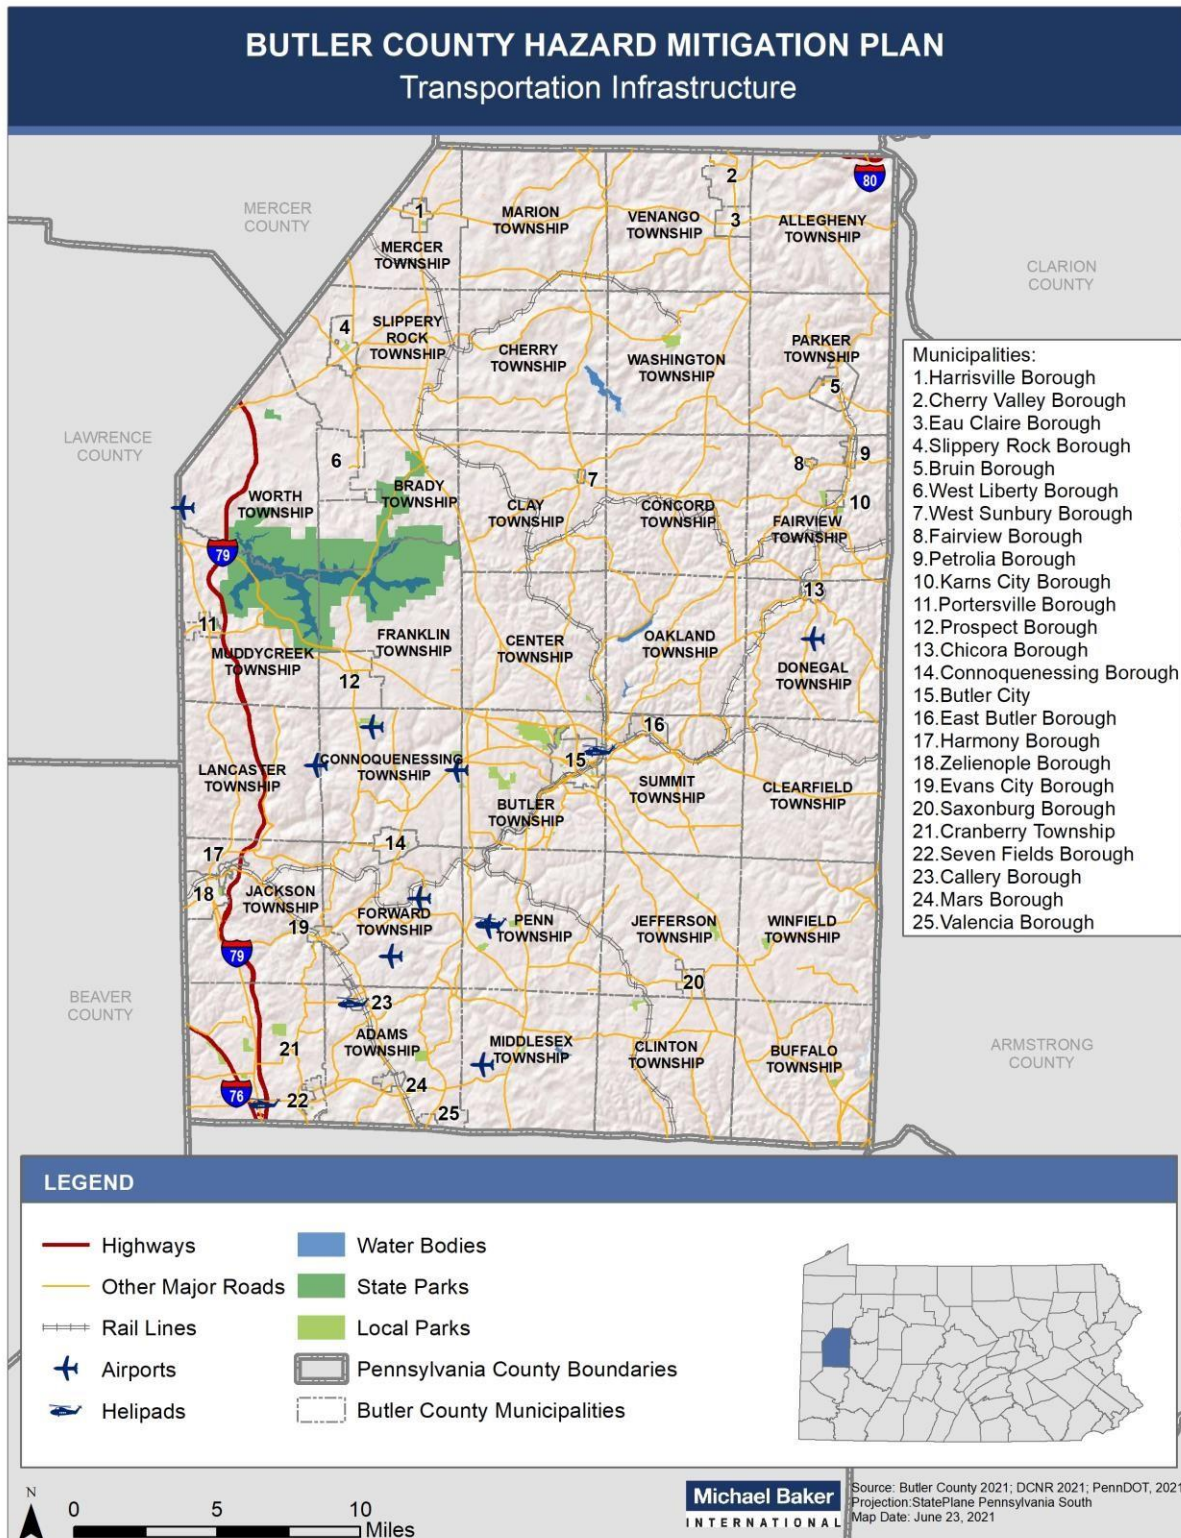 BUTLER COUNTY HAZARD MITIGATION PLAN
Transportation Infrastructure
MERCER
COUNTY
CLARION
COUNTY
LAWRENCE
COUNTY
BEAVER
COUNTY
ARMSTRONG
COUNTY
80
79
79
76
1
2
3
4
5
6
7
8
9
10
11
12
13
14
15
16
17
18
19
20
21
22
23
24
25
MERCER
TOWNSHIP
MARION
TOWNSHIP
VENANGO
TOWNSHIP
ALLEGHENY
TOWNSHIP
SLIPPERY
ROCK
TOWNSHIP
CHERRY
TOWNSHIP
WASHINGTON
TOWNSHIP
PARKER
TOWNSHIP
WORTH
TOWNSHIP
BRADY
TOWNSHIP
CLAY
TOWNSHIP
CONCORD
TOWNSHIP
FAIRVIEW
TOWNSHIP
MUDDYCREEK
TOWNSHIP
FRANKLIN
TOWNSHIP
CENTER
TOWNSHIP
OAKLAND
TOWNSHIP
DONEGAL
TOWNSHIP
LANCASTER
TOWNSHIP
CONNOQUENESSING
TOWNSHIP
BUTLER
TOWNSHIP
SUMMIT
TOWNSHIP
CLEARFIELD
TOWNSHIP
JACKSON
TOWNSHIP
FORWARD
TOWNSHIP
PENN
TOWNSHIP
JEFFERSON
TOWNSHIP
WINFIELD
TOWNSHIP
ADAMS
TOWNSHIP
MIDDLESEX
TOWNSHIP
CLINTON
TOWNSHIP
BUFFALO
TOWNSHIP
Municipalities:
1.Harrisville Borough
2.Cherry Valley Borough
3.Eau Claire Borough
4.Slippery Rock Borough
5.Bruin Borough
6.West Liberty Borough
7.West Sunbury Borough
8.Fairview Borough
9.Petrolia Borough
10.Karns City Borough
11.Portersville Borough
12.Prospect Borough
13.Chicora Borough
14.Connoquenessing Borough
15.Butler City
16.East Butler Borough
17.Harmony Borough
18.Zelienople Borough
19.Evans City Borough
20.Saxonburg Borough
21.Cranberry Township
22.Seven Fields Borough
23.Callery Borough
24.Mars Borough
25.Valencia Borough
LEGEND
Highways
Other Major Roads
Rail Lines
Airports
Helipads
Water Bodies
State Parks
Local Parks
Pennsylvania County Boundaries
Butler County Municipalities
N
0 5 10
Miles
Michael Baker
INTERNATIONAL
Source: Butler County 2021; DCNR 2021; PennDOT, 2021
Projection:StatePlane Pennsylvania South
Map Date: June 23, 2021